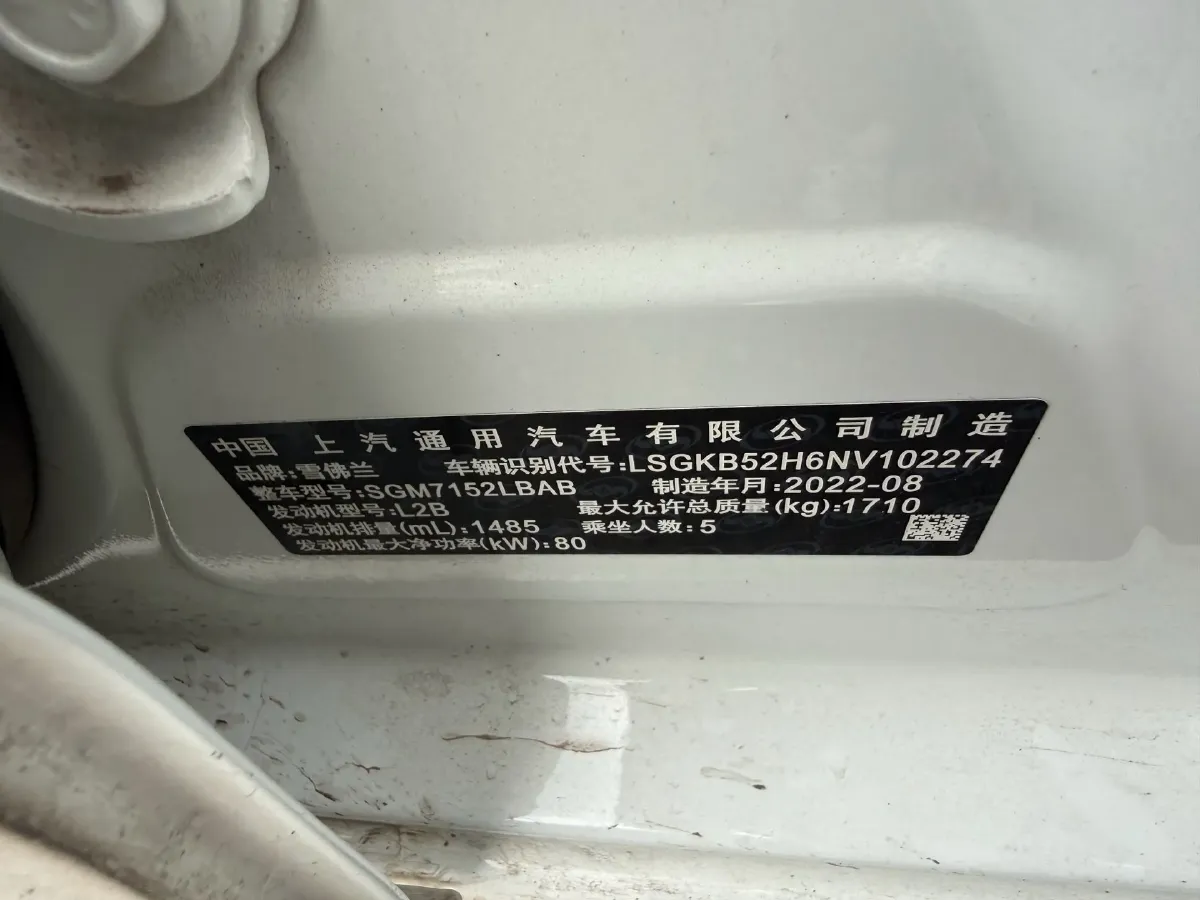 中国 上汽通用汽车有限公司制造
品牌:雪佛兰 车辆识别代号:LSGKB52H6NV102274
整车型号:SGM7152LBAB 制造年月:2022-08
发动机型号:L2B 最大允许总质量(kg):1710
发动机排量(mL):1485 乘坐人数:5
发动机最大净功率(kW):80